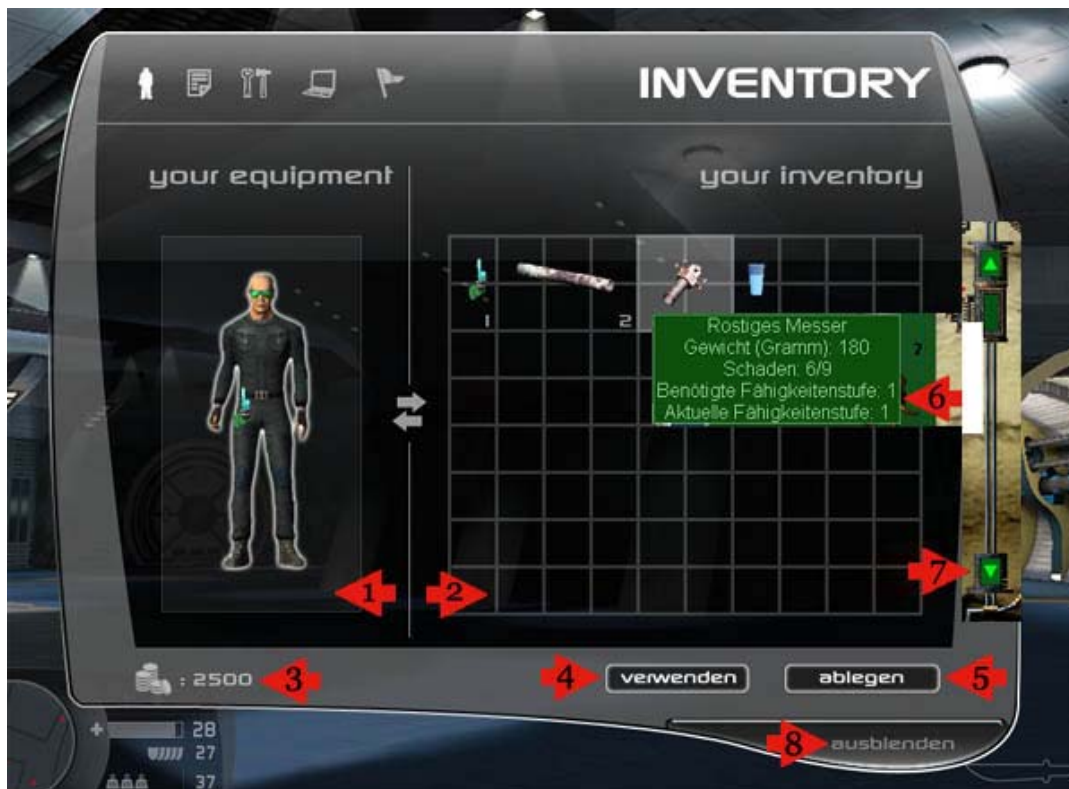 INVENTORY
your equipment
your inventory
1
2
Rostiges Messer
Gewicht (Gramm): 180
Schaden: 6/9
Benötigte Fähigkeitenstufe: 1
Aktuelle Fähigkeitenstufe: 1
?
6
7
1
2
: 2500
3
4
verwenden
ablegen
5
8
ausblenden
28
27
37